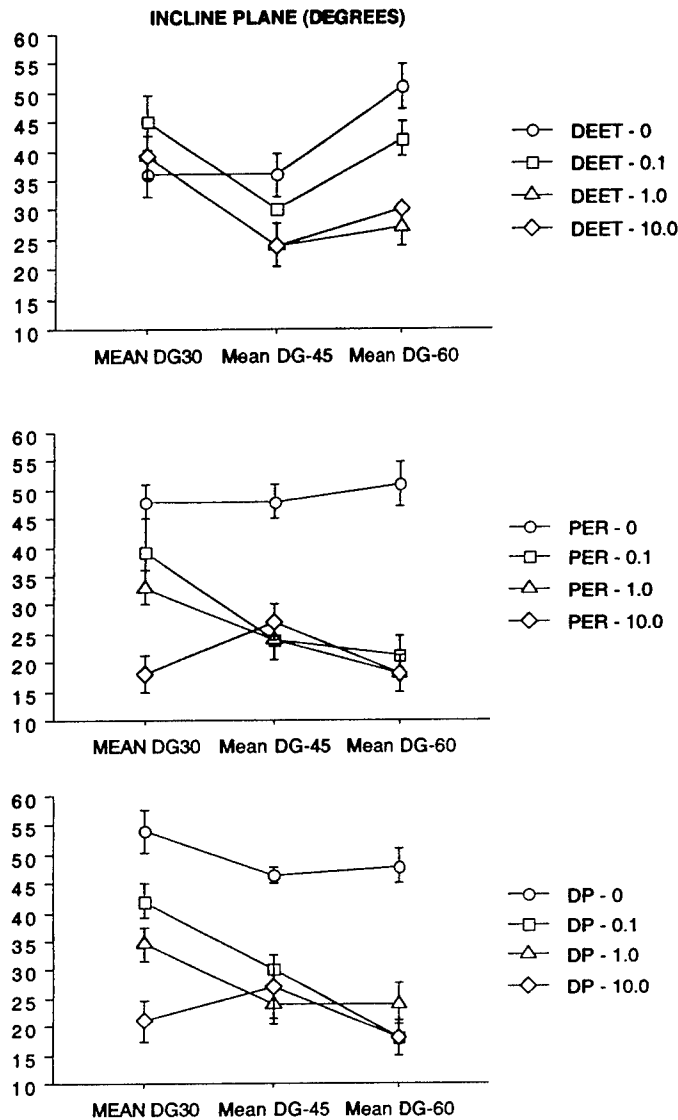 INCLINE PLANE (DEGREES)
60
55
50
45
40
35
30
25
20
15
10
MEAN DG30 Mean DG-45 Mean DG-60
DEET - 0
DEET - 0.1
DEET - 1.0
DEET - 10.0
60
55
50
45
40
35
30
25
20
15
10
MEAN DG30 Mean DG-45 Mean DG-60
PER - 0
PER - 0.1
PER - 1.0
PER - 10.0
60
55
50
45
40
35
30
25
20
15
10
MEAN DG30 Mean DG-45 Mean DG-60
DP - 0
DP - 0.1
DP - 1.0
DP - 10.0